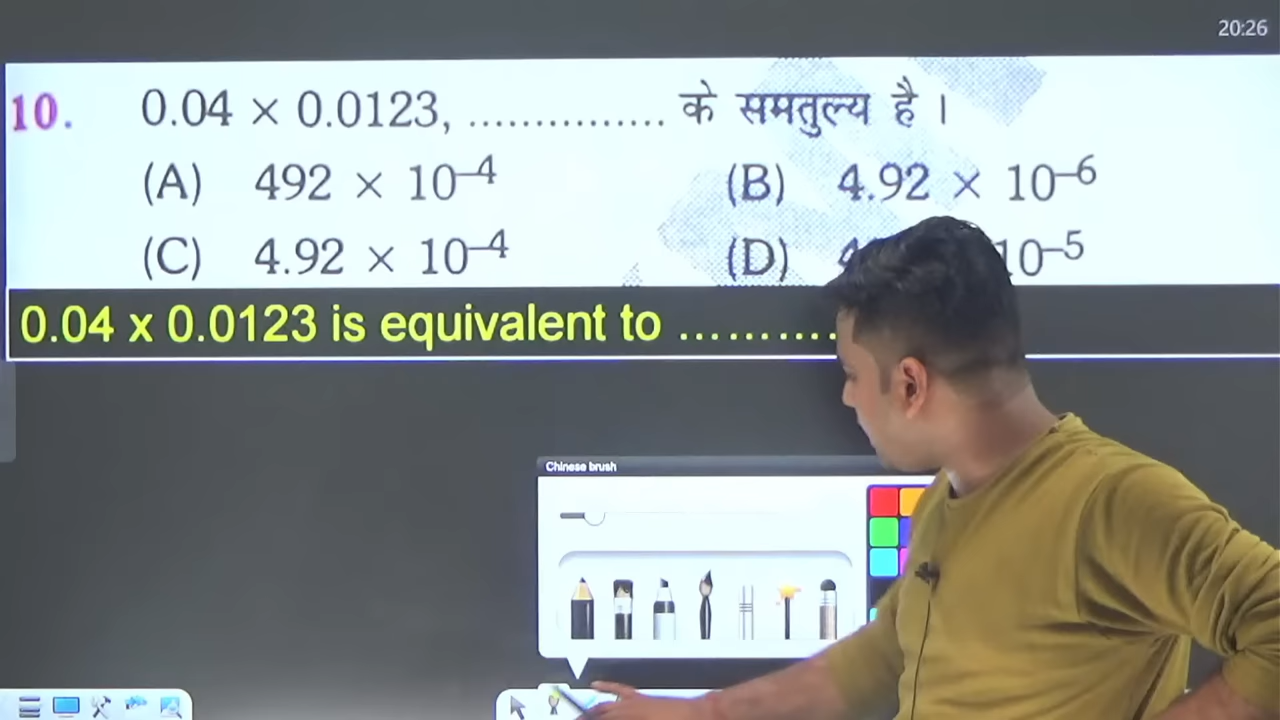 20:26
10. 0.04 × 0.0123, ............... के समतुल्य है ।
(A) 492 × 10–4 (B) 4.92 × 10–6
(C) 4.92 × 10–4 (D) 10–5
0.04 x 0.0123 is equivalent to ..........
Chinese brush